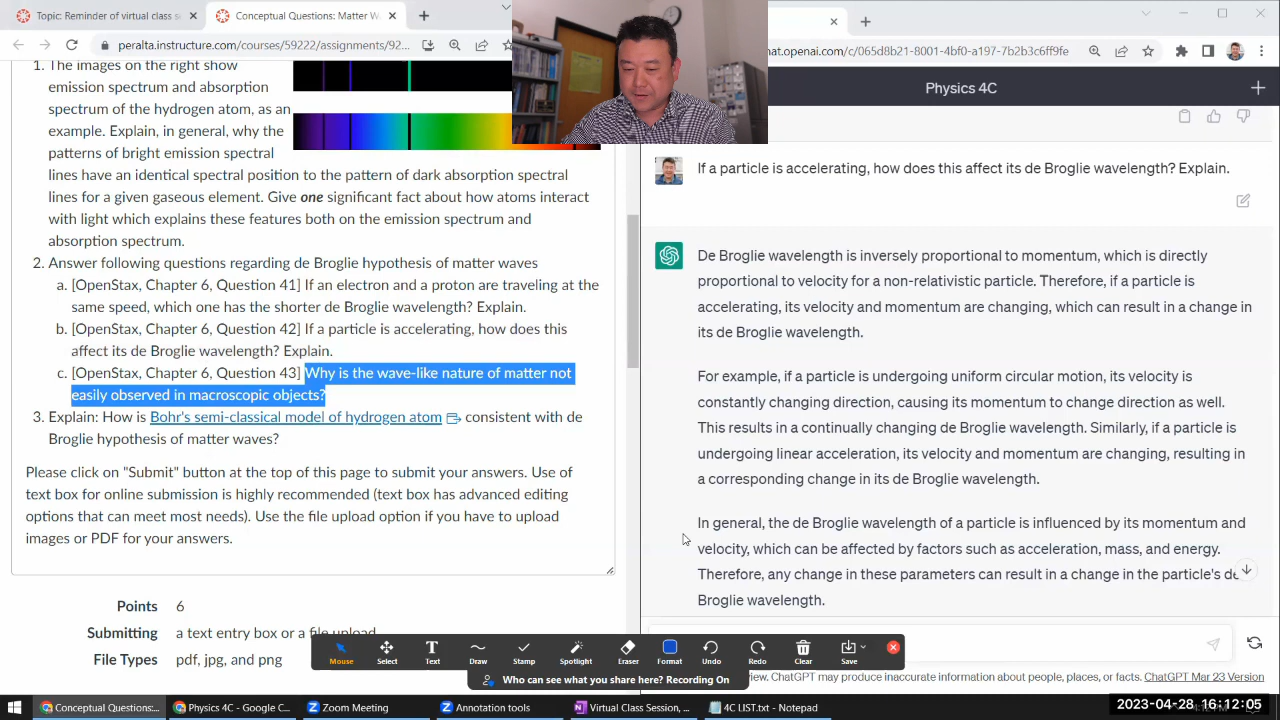 Topic: Reminder of virtual class s
Conceptual Questions: Matter W
peralta.instructure.com/courses/59222/assignments/92...
1. The images on the right show
emission spectrum and absorption
spectrum of the hydrogen atom, as an
example. Explain, in general, why the
patterns of bright emission spectral
lines have an identical spectral position to the pattern of dark absorption spectral
lines for a given gaseous element. Give one significant fact about how atoms interact
with light which explains these features both on the emission spectrum and
absorption spectrum.
2. Answer following questions regarding de Broglie hypothesis of matter waves
a. [OpenStax, Chapter 6, Question 41] If an electron and a proton are traveling at the
same speed, which one has the shorter de Broglie wavelength? Explain.
b. [OpenStax, Chapter 6, Question 42] If a particle is accelerating, how does this
affect its de Broglie wavelength? Explain.
c. [OpenStax, Chapter 6, Question 43] Why is the wave-like nature of matter not
easily observed in macroscopic objects?
3. Explain: How is Bohr's semi-classical model of hydrogen atom consistent with de
Broglie hypothesis of matter waves?
Please click on "Submit" button at the top of this page to submit your answers. Use of
text box for online submission is highly recommended (text box has advanced editing
options that can meet most needs). Use the file upload option if you have to upload
images or PDF for your answers.
Points 6
Submitting a text entry box or a file upload
File Types pdf, jpg, and png
hat.openai.com/c/065d8b21-8001-4bf0-a197-7b2b3c6ff9fe
Physics 4C
If a particle is accelerating, how does this affect its de Broglie wavelength? Explain.
De Broglie wavelength is inversely proportional to momentum, which is directly
proportional to velocity for a non-relativistic particle. Therefore, if a particle is
accelerating, its velocity and momentum are changing, which can result in a change in
its de Broglie wavelength.
For example, if a particle is undergoing uniform circular motion, its velocity is
constantly changing direction, causing its momentum to change direction as well.
This results in a continually changing de Broglie wavelength. Similarly, if a particle is
undergoing linear acceleration, its velocity and momentum are changing, resulting in
a corresponding change in its de Broglie wavelength.
In general, the de Broglie wavelength of a particle is influenced by its momentum and
velocity, which can be affected by factors such as acceleration, mass, and energy.
Therefore, any change in these parameters can result in a change in the particle's de
Broglie wavelength.
Mouse Select Text Draw Stamp Spotlight Eraser Format Undo Redo Clear Save
Who can see what you share here? Recording On
view. ChatGPT may produce inaccurate information about people, places, or facts. ChatGPT Mar 23 Version
Conceptual Questions:... Physics 4C - Google C... Zoom Meeting Annotation tools Virtual Class Session, ... 4C LIST.txt - Notepad
2023-04-28 16:12:05